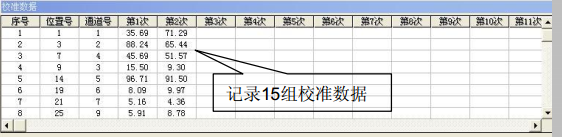 校准数据
序号 位置号 通道号 第1次 第2次 第3次 第4次 第5次 第6次 第7次 第8次 第9次 第10次 第11次
1 1 1 35.69 71.29
2 3 2 88.24 65.44
3 7 4 45.69 51.57
4 9 3 15.50 9.30
5 14 5 96.71 91.50
6 19 6 8.09 9.97
7 21 7 5.16 4.36
8 25 9 5.91 8.78
记录15组校准数据